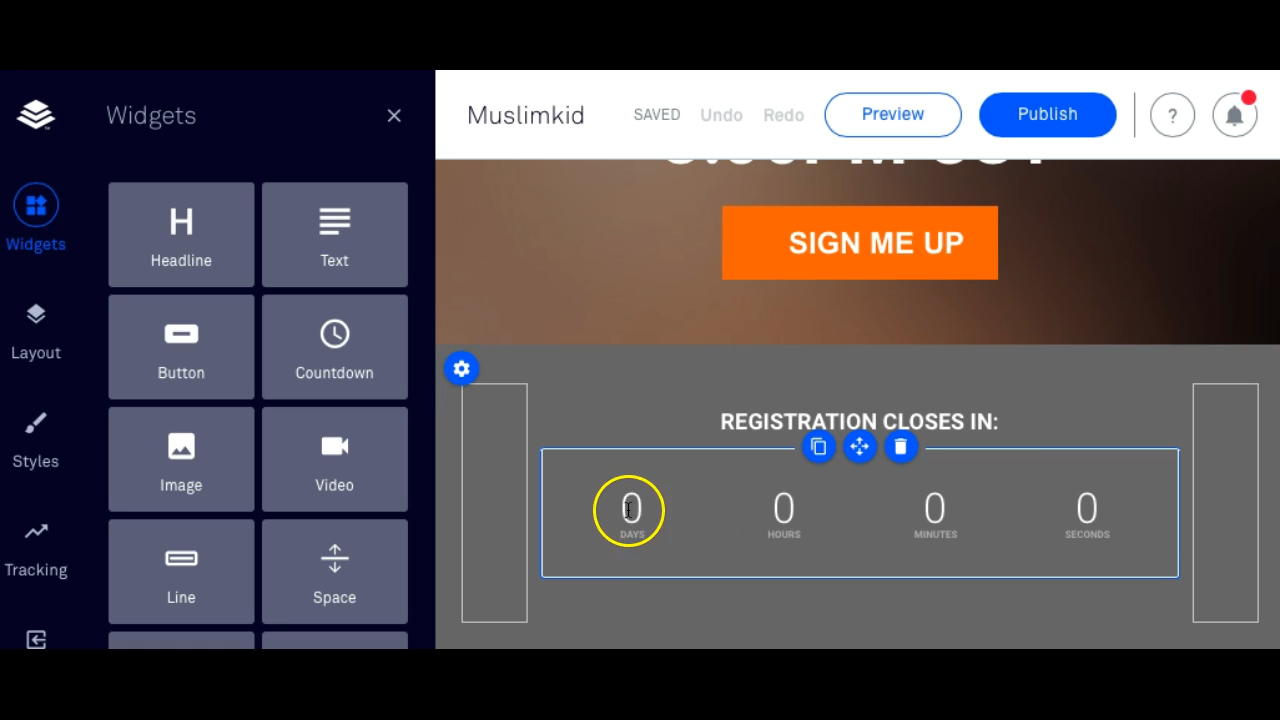 Widgets
Muslimkid
SAVED
Undo
Redo
Preview
Publish
?
Widgets
Layout
Styles
Tracking
H
Headline
Text
Button
Countdown
Image
Video
Line
Space
SIGN ME UP
REGISTRATION CLOSES IN:
0 0 0 0
DAYS HOURS MINUTES SECONDS